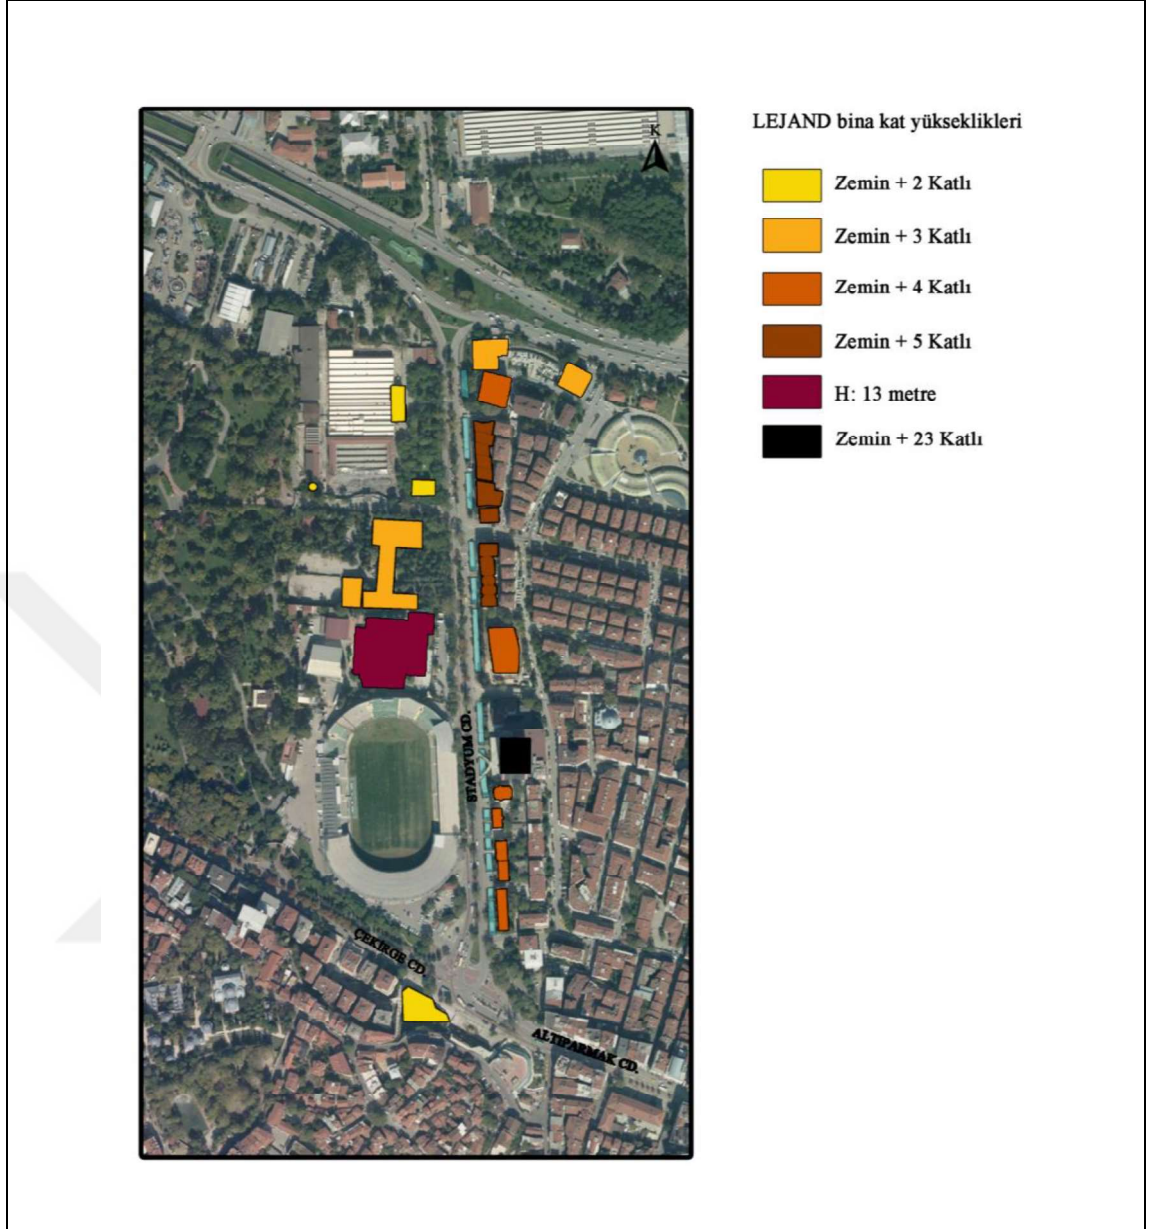 LEJAND bina kat yükseklikleri
K
Zemin + 2 Katlı
Zemin + 3 Katlı
Zemin + 4 Katlı
Zemin + 5 Katlı
H: 13 metre
Zemin + 23 Katlı
STADYUM CD.
ÇEKİRGE CD.
ALTIPARMAK CD.